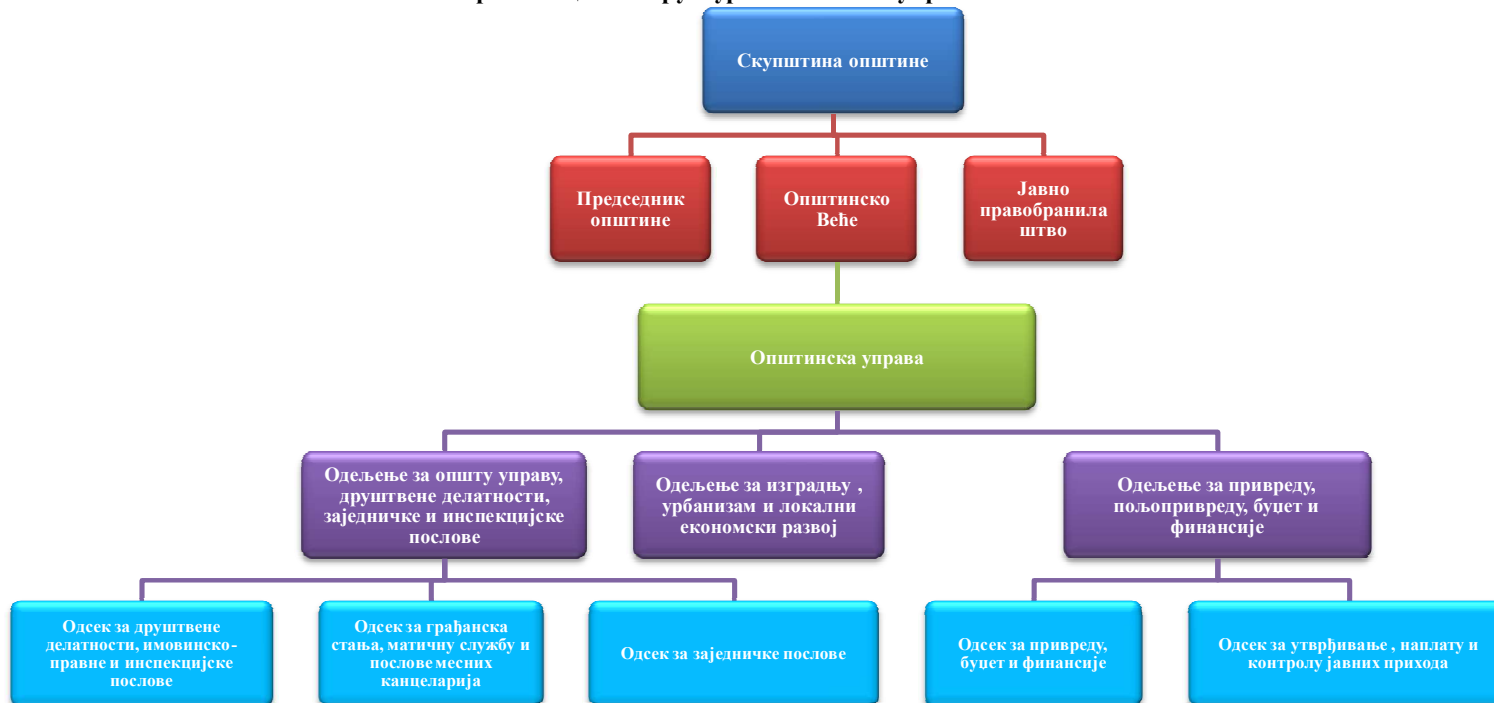 Скупштина општине
Председник
општине
Општинско
Веће
Јавно
правобранила
штво
Општинска управа
Одељење за општу управу,
друштвене делатности,
заједничке и инспекцијске
послове
Одељење за изградњу ,
урбанизам и локални
економски развој
Одељење за привреду,
пољопривреду, буџет и
финансије
Одсек за друштвене
делатности, имовинско-
правне и инспекцијске
послове
Одсек за грађанска
стања, матичну службу и
послове месних
канцеларија
Одсек за заједничке послове
Одсек за привреду,
буџет и финансије
Одсек за утврђивање , наплату и
контролу јавних прихода